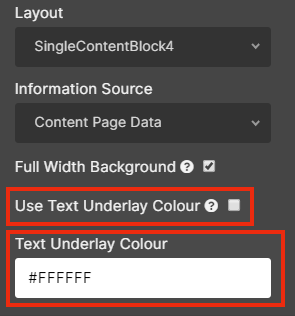 Layout
SingleContentBlock4
Information Source
Content Page Data
Full Width Background ?
Use Text Underlay Colour ?
Text Underlay Colour
#FFFFFF